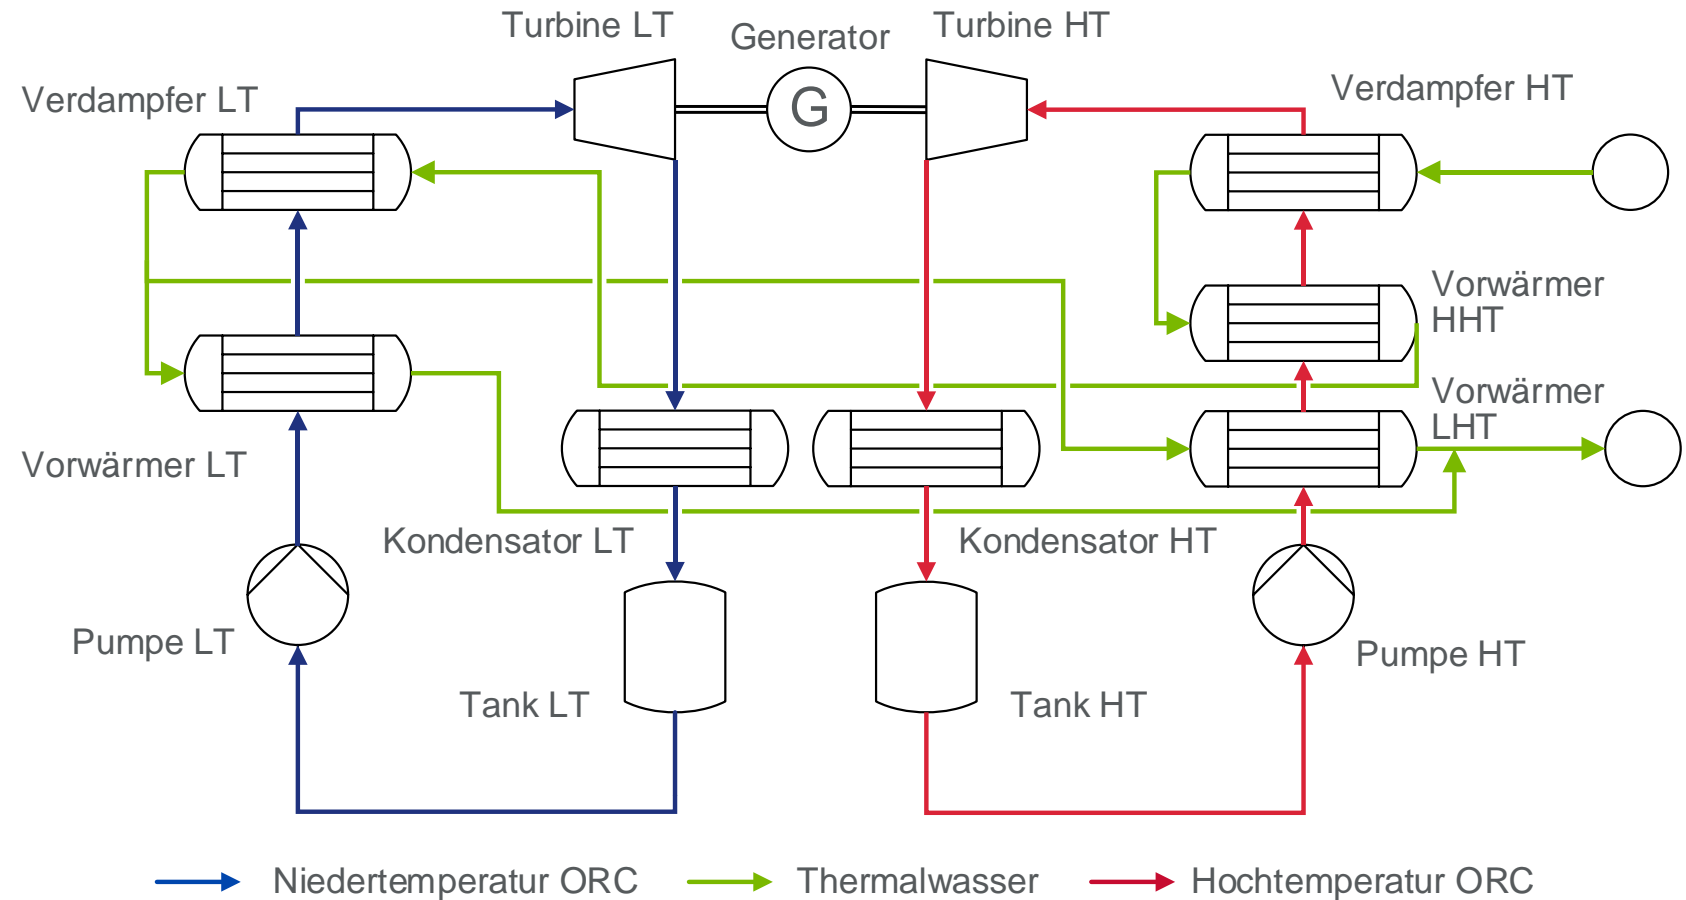 Turbine LT
Generator
Turbine HT
Verdampfer LT
G
Verdampfer HT
Vorwärmer
HHT
Vorwärmer
LHT
Vorwärmer LT
Kondensator LT
Kondensator HT
Pumpe LT
Pumpe HT
Tank LT
Tank HT
Niedertemperatur ORC
Thermalwasser
Hochtemperatur ORC